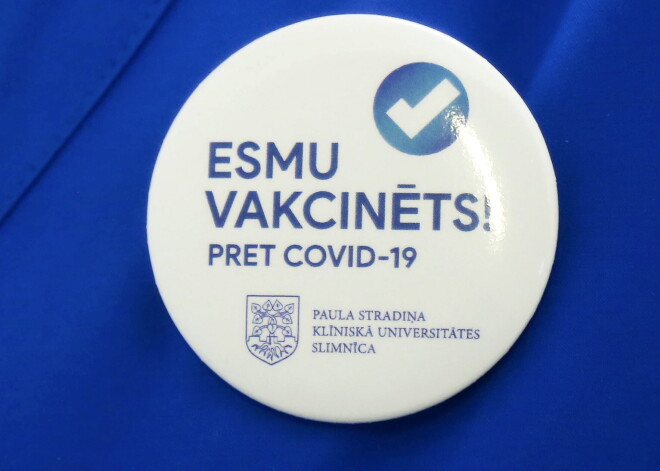 ESMU
VAKCINĒTS!
PRET COVID-19
PAULA STRADIŅA
KLĪNISKĀ UNIVERSITĀTES
SLIMNĪCA